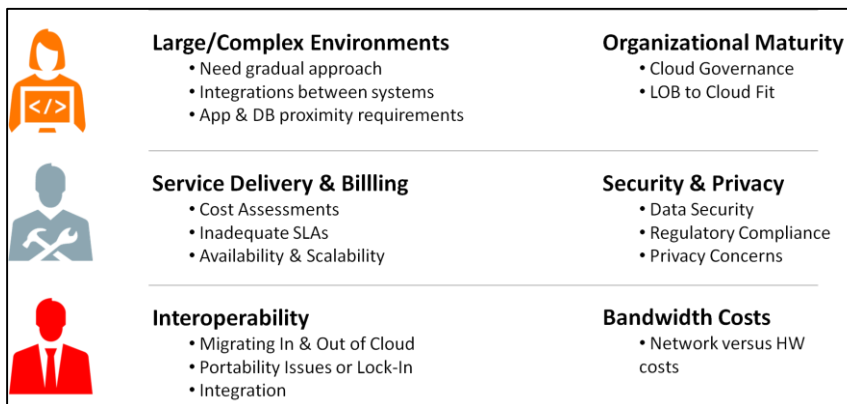 Large/Complex Environments
• Need gradual approach
• Integrations between systems
• App & DB proximity requirements
Organizational Maturity
• Cloud Governance
• LOB to Cloud Fit
</>
Service Delivery & Billling
• Cost Assessments
• Inadequate SLAs
• Availability & Scalability
Security & Privacy
• Data Security
• Regulatory Compliance
• Privacy Concerns
Interoperability
• Migrating In & Out of Cloud
• Portability Issues or Lock-In
• Integration
Bandwidth Costs
• Network versus HW
costs